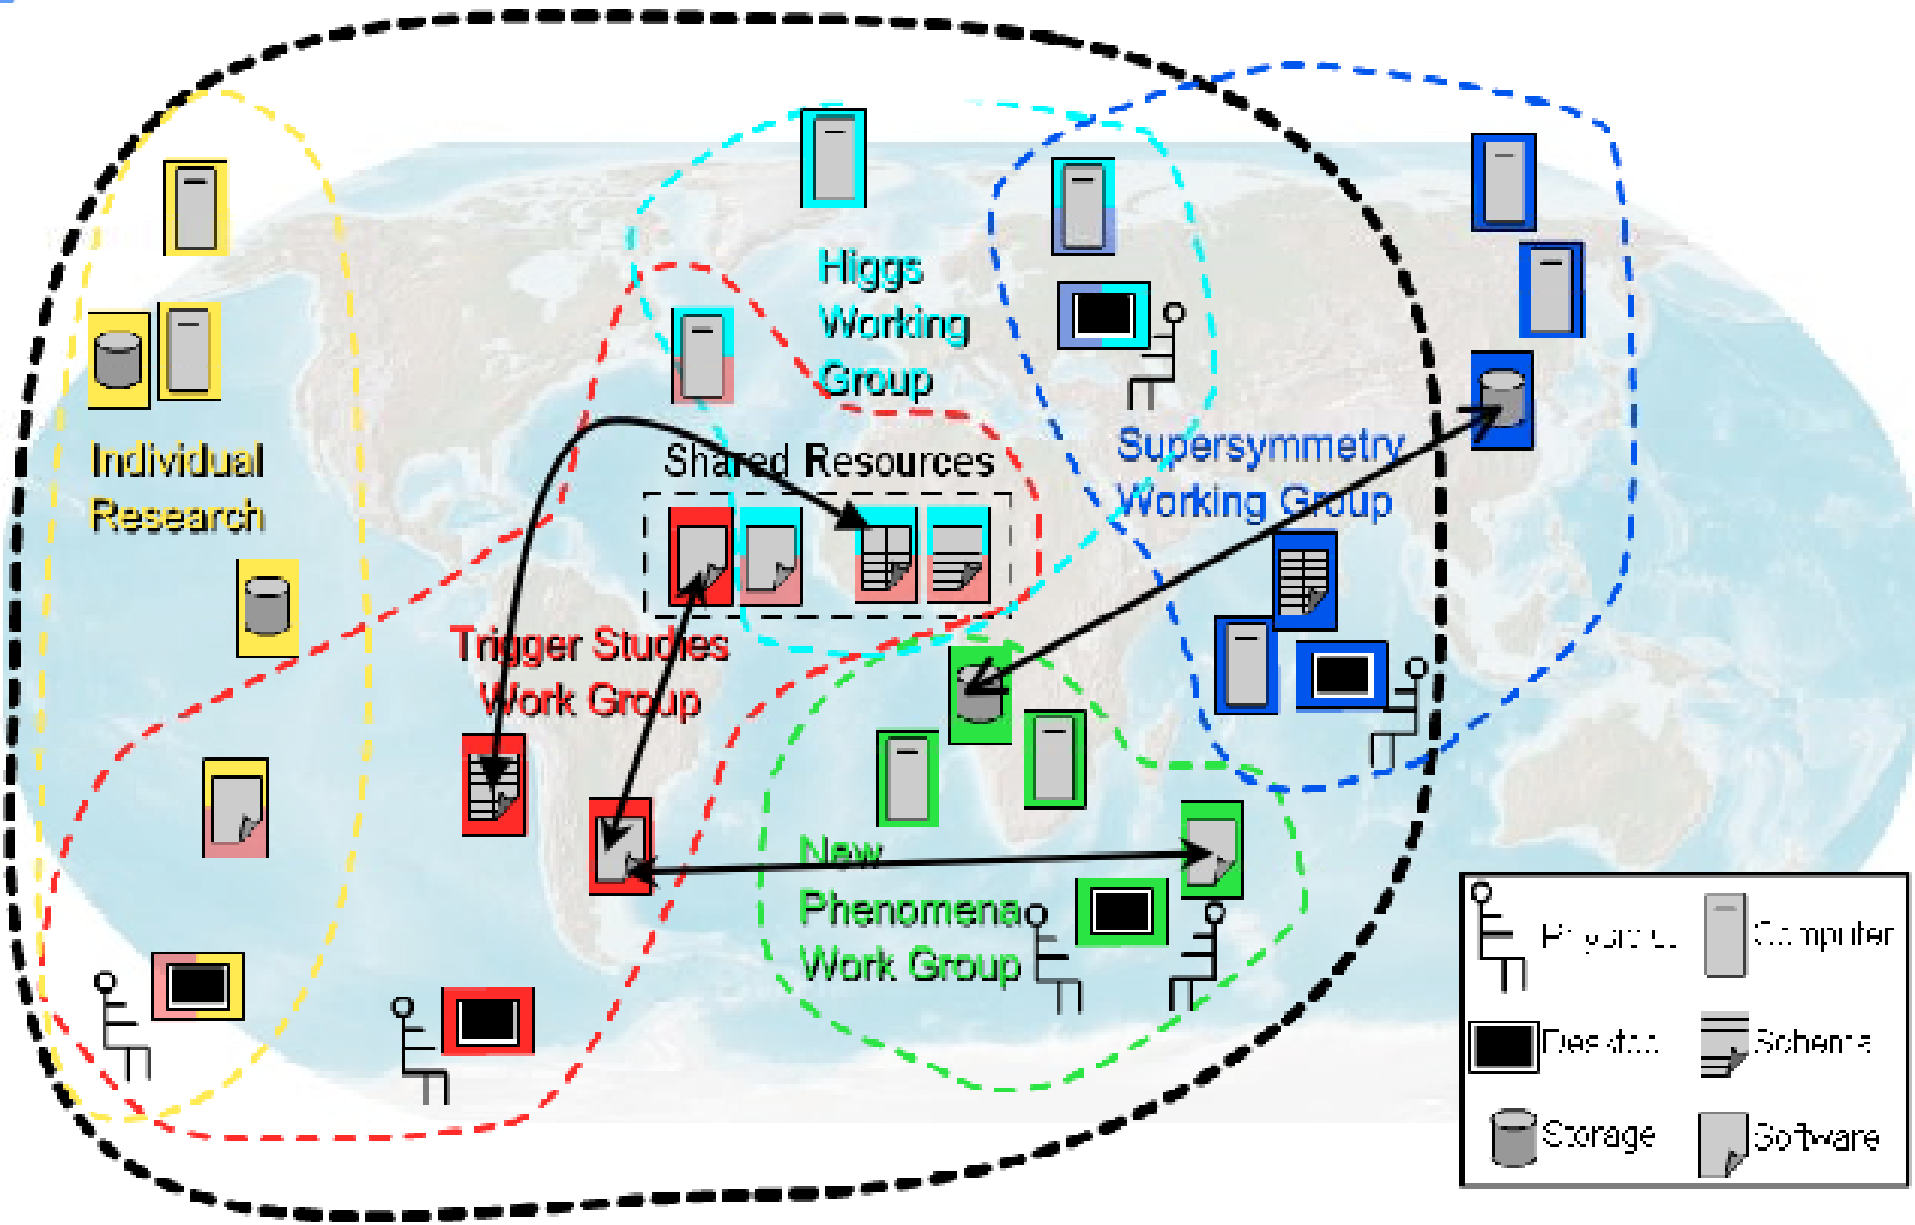 Higgs
Working
Group
Individual
Research
Shared Resources
Supersymmetry
Working Group
Trigger Studies
Work Group
New
Phenomena
Work Group
Computer
Schema
Storage
Software